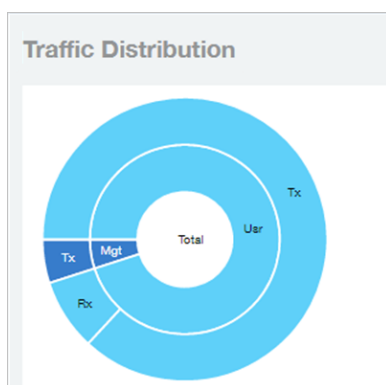 Traffic Distribution
Tx
Usr
Total
Mgt
Tx
Rx